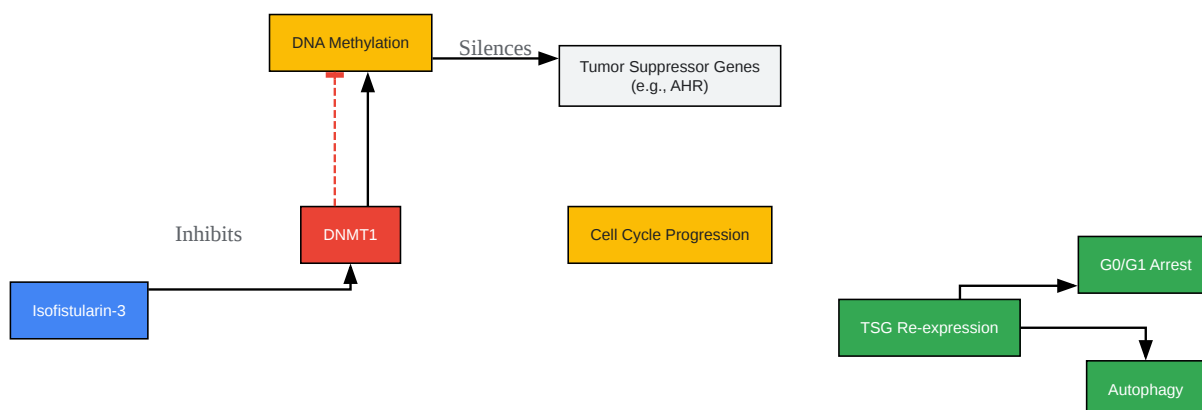 DNA Methylation
Silences
Tumor Suppressor Genes
(e.g., AHR)
Inhibits
DNMT1
Cell Cycle Progression
G0/G1 Arrest
Isofistularin-3
TSG Re-expression
Autophagy